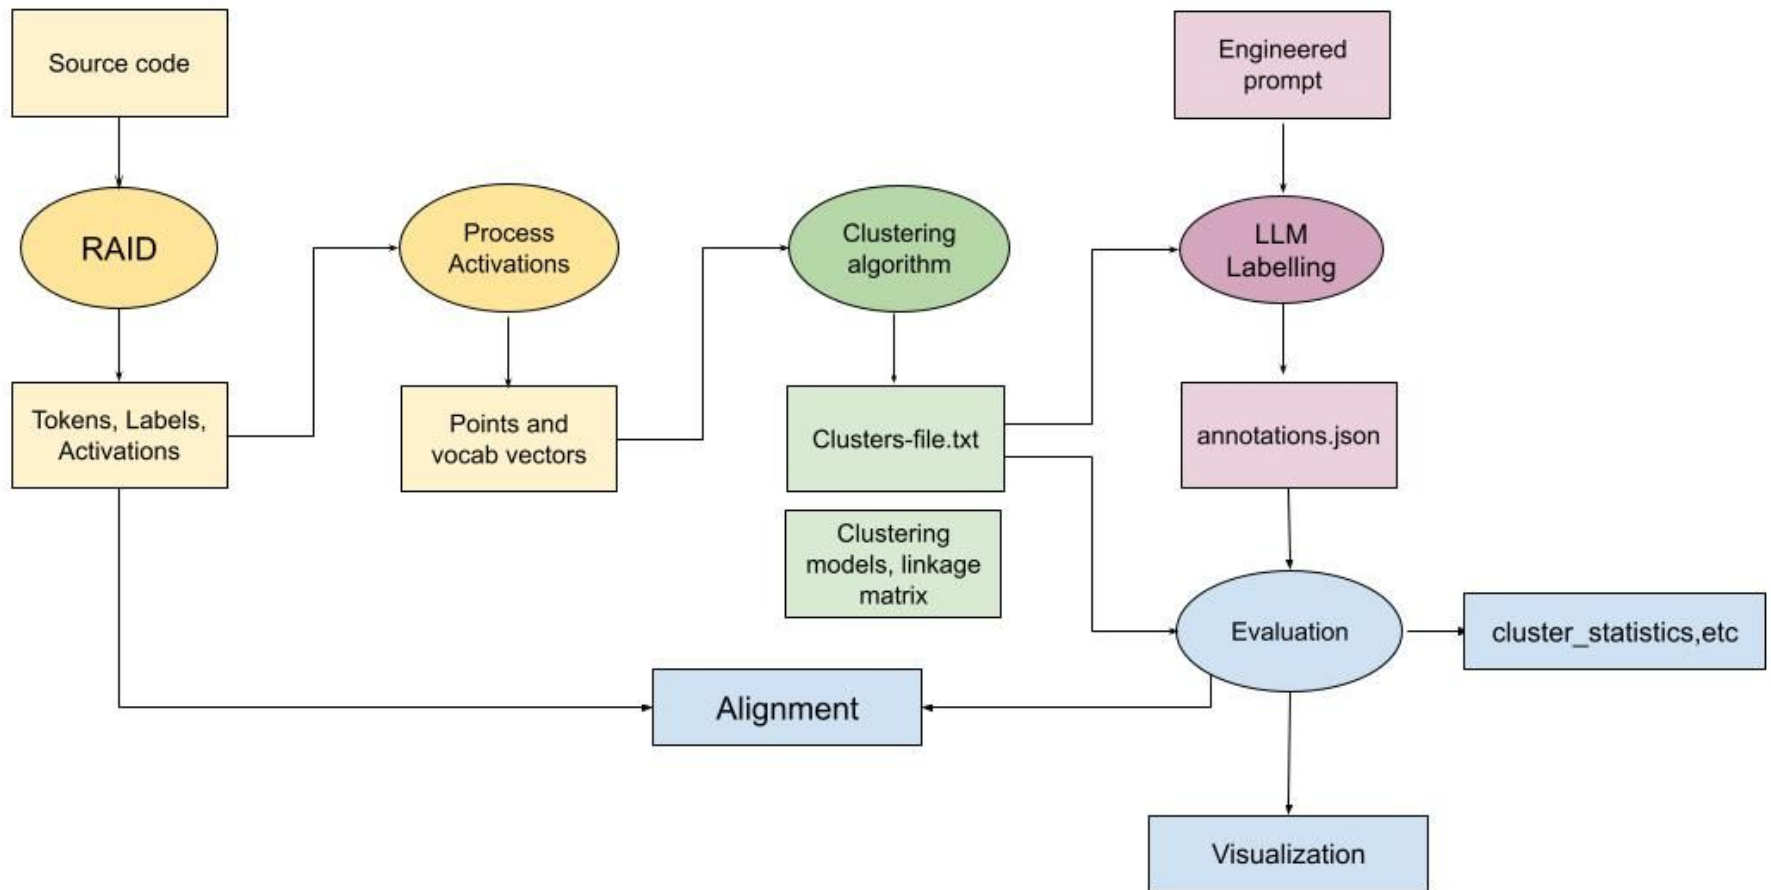 Source code
Engineered
prompt
RAID
Process
Activations
Clustering
algorithm
LLM
Labelling
Tokens, Labels,
Activations
Points and
vocab vectors
Clusters-file.txt
annotations.json
Clustering
models, linkage
matrix
Evaluation
cluster_statistics,etc
Alignment
Visualization